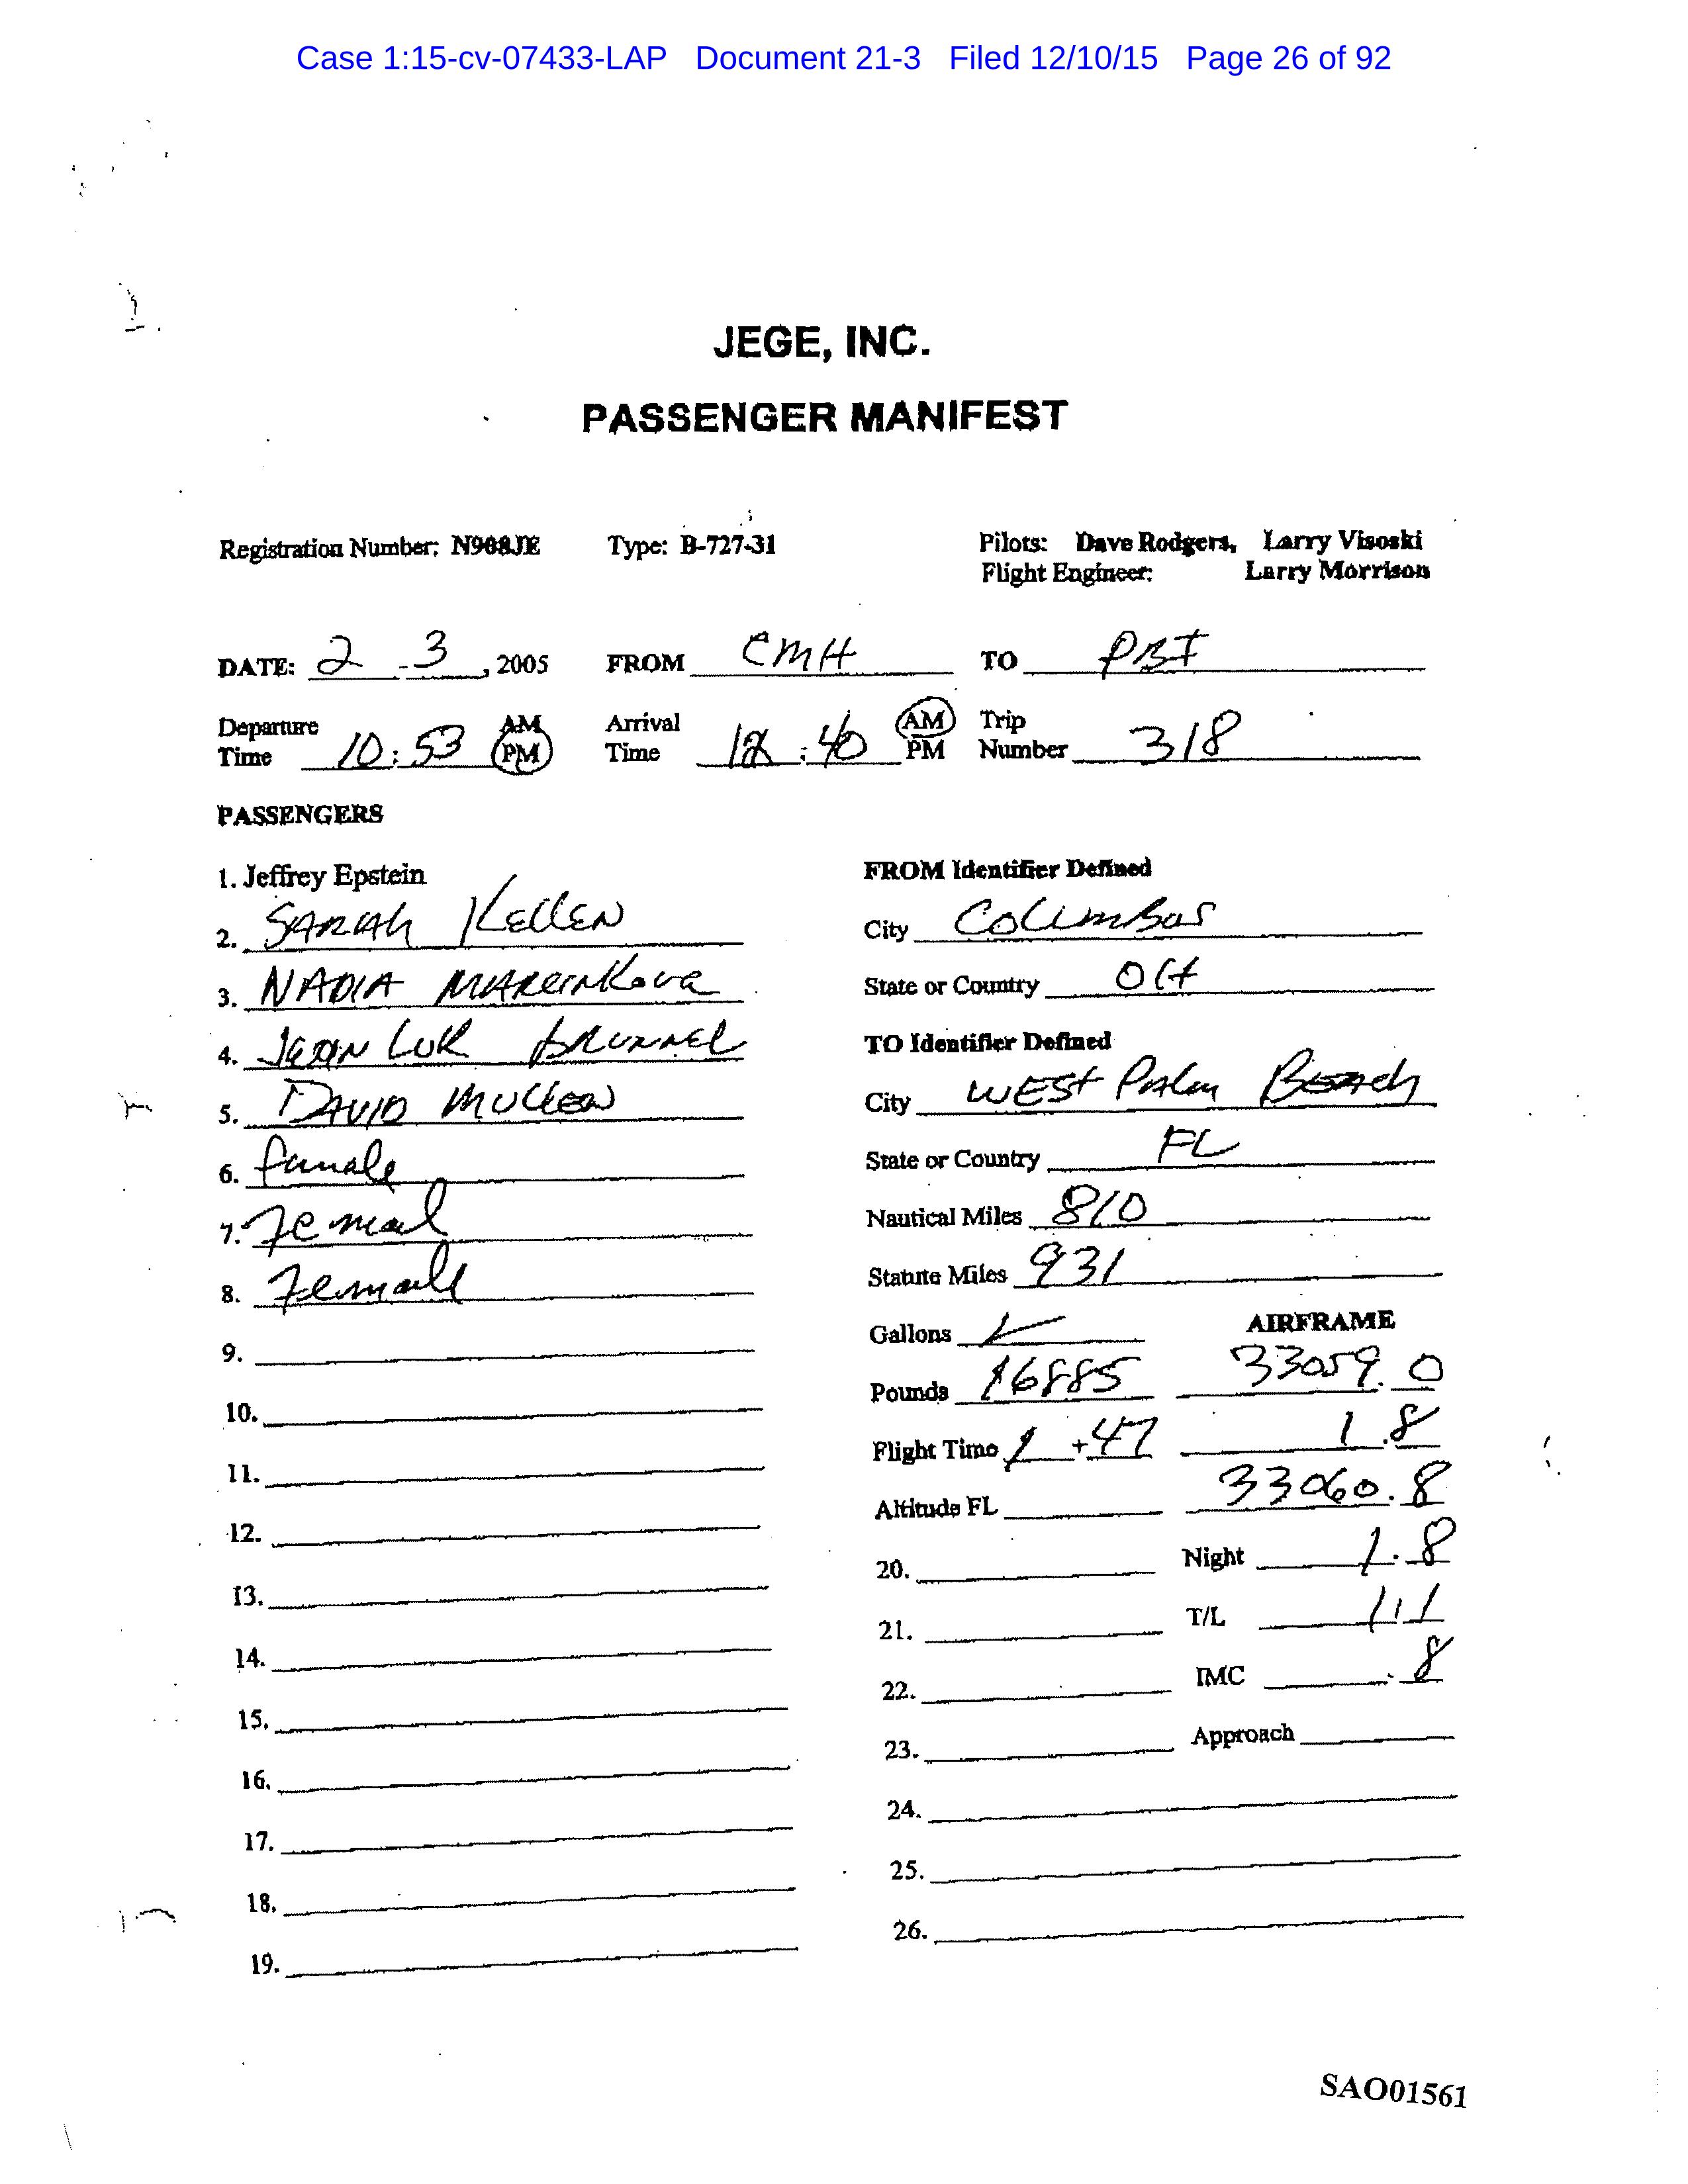 Case 1:15-cv-07433-LAP Document 21-3 Filed 12/10/15 Page 26 of 92
JEGE, INC.
PASSENGER MANIFEST
Registration Number: N908JE Type: B-727-31 Pilots: Dave Rodgers, Larry Visoski
Flight Engineer: Larry Morrison
DATE: 2 - 3, 2005 FROM CMH TO PBI
Departure Time 10:53 AM PM Arrival Time 12:40 AM PM Trip Number 318
PASSENGERS
1. Jeffrey Epstein
2. SARAH KELLEN
3. NADIA MARCINKOVA
4. JEAN LUK BRUNNEL
5. DAVID MULLEN
6. Female
7. Femal
8. Female
9.
10.
11.
12.
13.
14.
15.
16.
17.
18.
19.
FROM Identifier Defined
City Columbus
State or Country OH
TO Identifier Defined
City WEST Palm Beach
State or Country FL
Nautical Miles 810
Statute Miles 931
Gallons AIRFRAME
Pounds 16885 33059.0
Flight Time 1 + 47 1.8
Altitude FL 33060.8
20. Night 1.8
21. T/L 1/1
22. IMC .8
23. Approach
24.
25.
26.
SAO01561